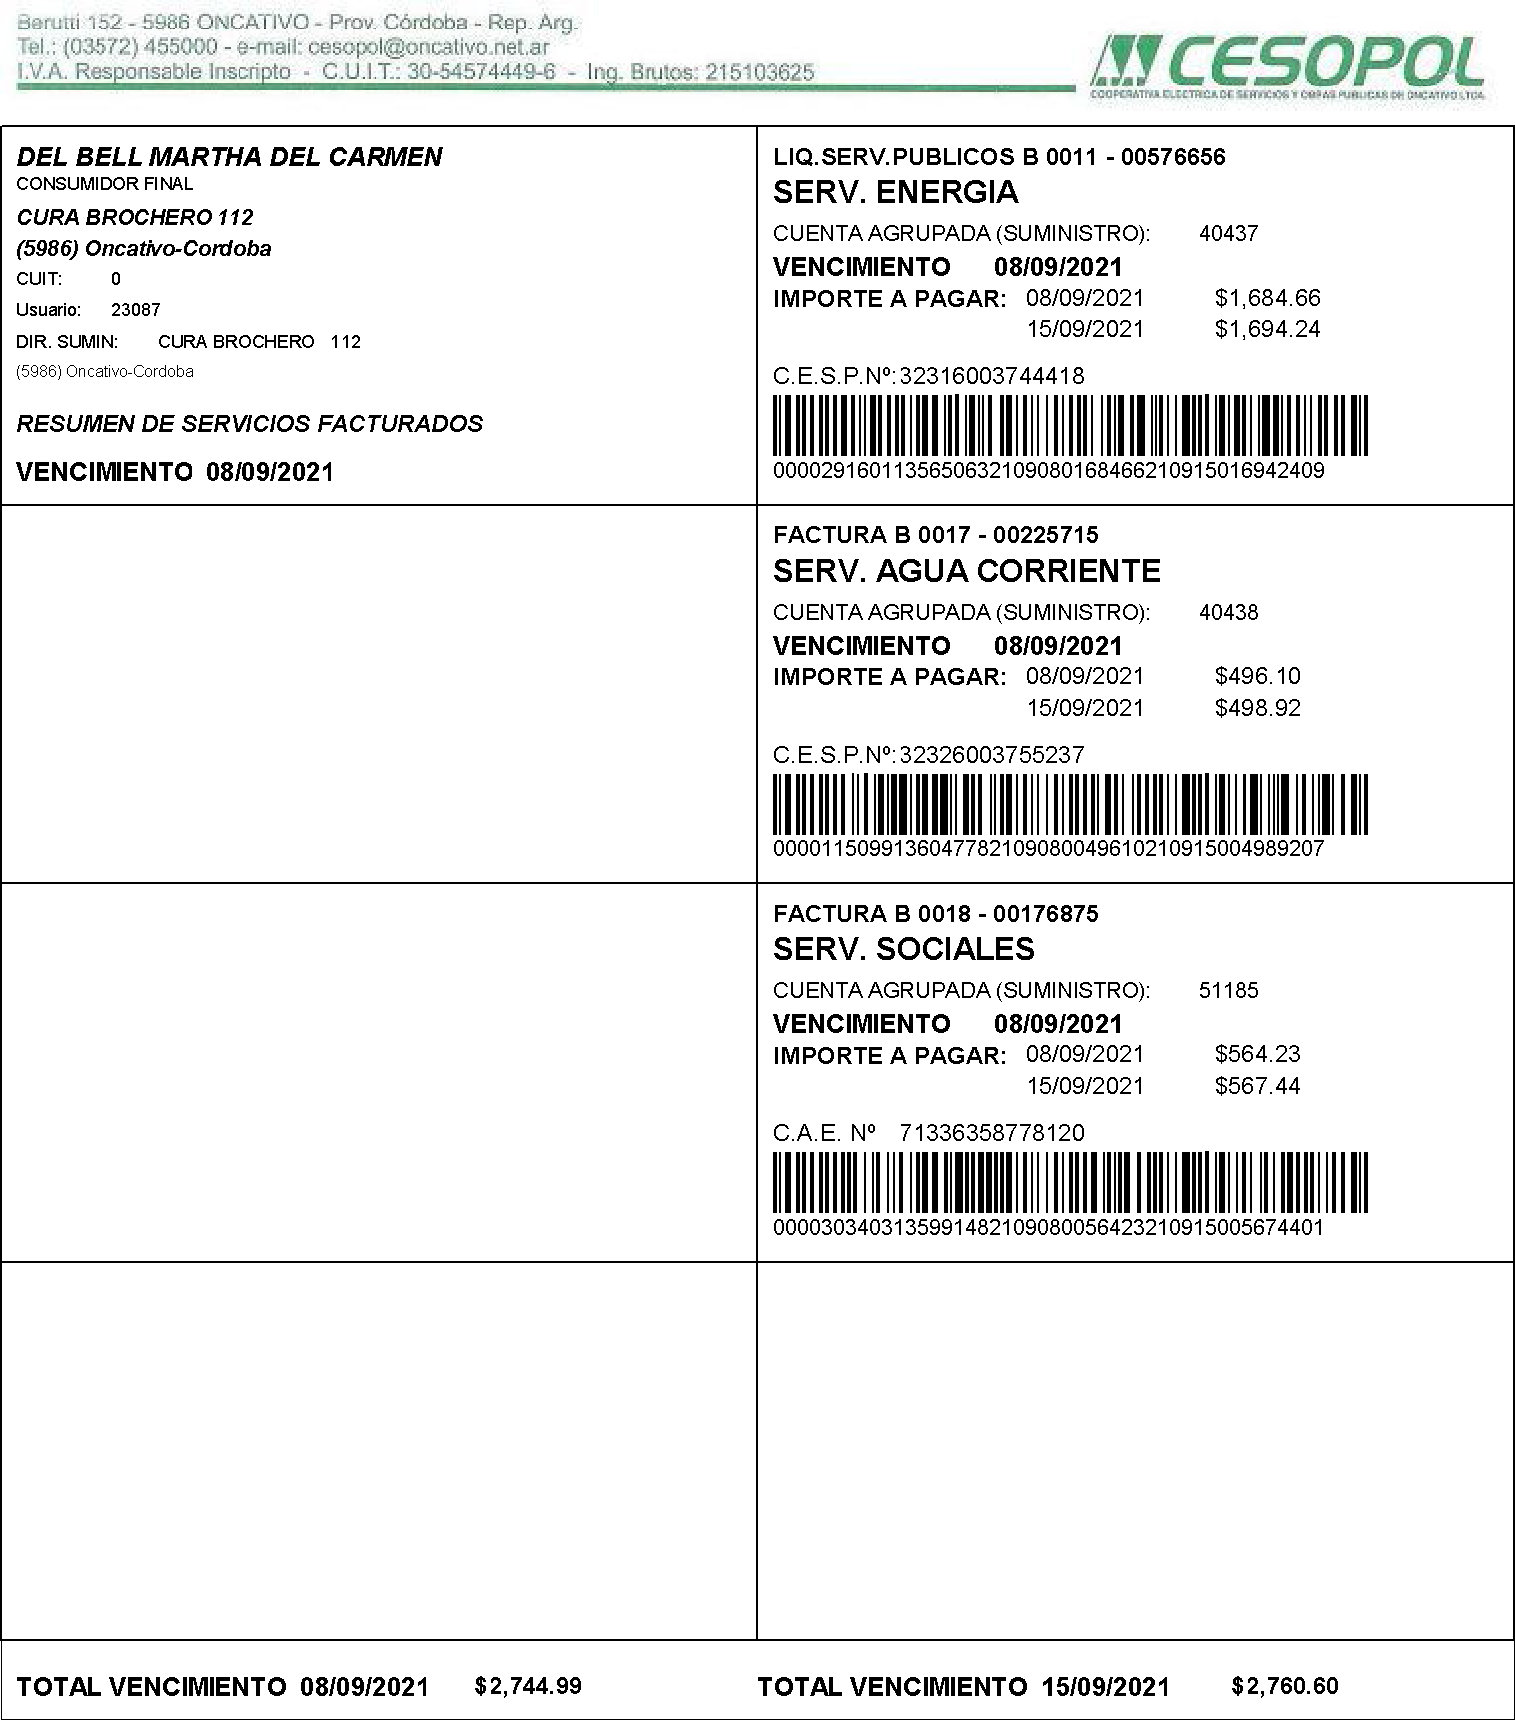 Berutti 152 - 5986 ONCATIVO - Prov. Córdoba - Rep. Arg.
Tel.: (03572) 455000 - e-mail: cesopol@oncativo.net.ar
I.V.A. Responsable Inscripto - C.U.I.T.: 30-54574449-6 - Ing. Brutos: 215103625
CESOPOL
COOPERATIVA ELECTRICA DE SERVICIOS Y OBRAS PUBLICAS DE ONCATIVO LTDA.
DEL BELL MARTHA DEL CARMEN
CONSUMIDOR FINAL
CURA BROCHERO 112
(5986) Oncativo-Cordoba
CUIT: 0
Usuario: 23087
DIR. SUMIN: CURA BROCHERO 112
(5986) Oncativo-Cordoba
RESUMEN DE SERVICIOS FACTURADOS
VENCIMIENTO 08/09/2021
LIQ.SERV.PUBLICOS B 0011 - 00576656
SERV. ENERGIA
CUENTA AGRUPADA (SUMINISTRO): 40437
VENCIMIENTO 08/09/2021
IMPORTE A PAGAR: 08/09/2021 $1,684.66
15/09/2021 $1,694.24
C.E.S.P.Nº: 32316003744418
00002916011356506321090801684662109150169424​09
FACTURA B 0017 - 00225715
SERV. AGUA CORRIENTE
CUENTA AGRUPADA (SUMINISTRO): 40438
VENCIMIENTO 08/09/2021
IMPORTE A PAGAR: 08/09/2021 $496.10
15/09/2021 $498.92
C.E.S.P.Nº: 32326003755237
0000115099136047782109080049610210915004989207
FACTURA B 0018 - 00176875
SERV. SOCIALES
CUENTA AGRUPADA (SUMINISTRO): 51185
VENCIMIENTO 08/09/2021
IMPORTE A PAGAR: 08/09/2021 $564.23
15/09/2021 $567.44
C.A.E. Nº 71336358778120
0000303403135991482109080056423210915005674401
TOTAL VENCIMIENTO 08/09/2021 $2,744.99
TOTAL VENCIMIENTO 15/09/2021 $2,760.60